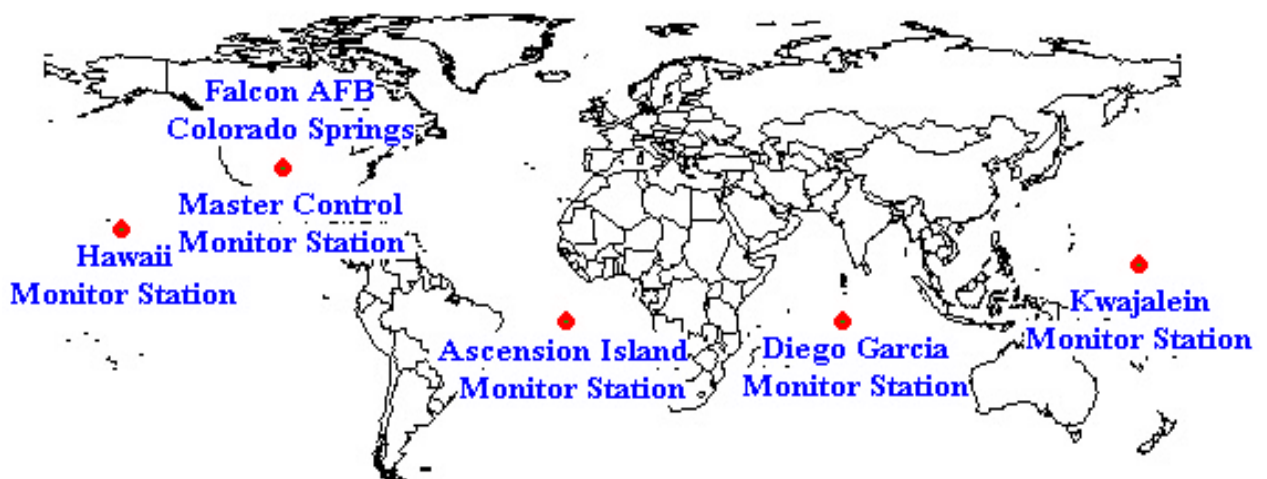 Falcon AFB
Colorado Springs
Master Control
Monitor Station
Hawaii
Monitor Station
Ascension Island
Monitor Station
Diego Garcia
Monitor Station
Kwajalein
Monitor Station